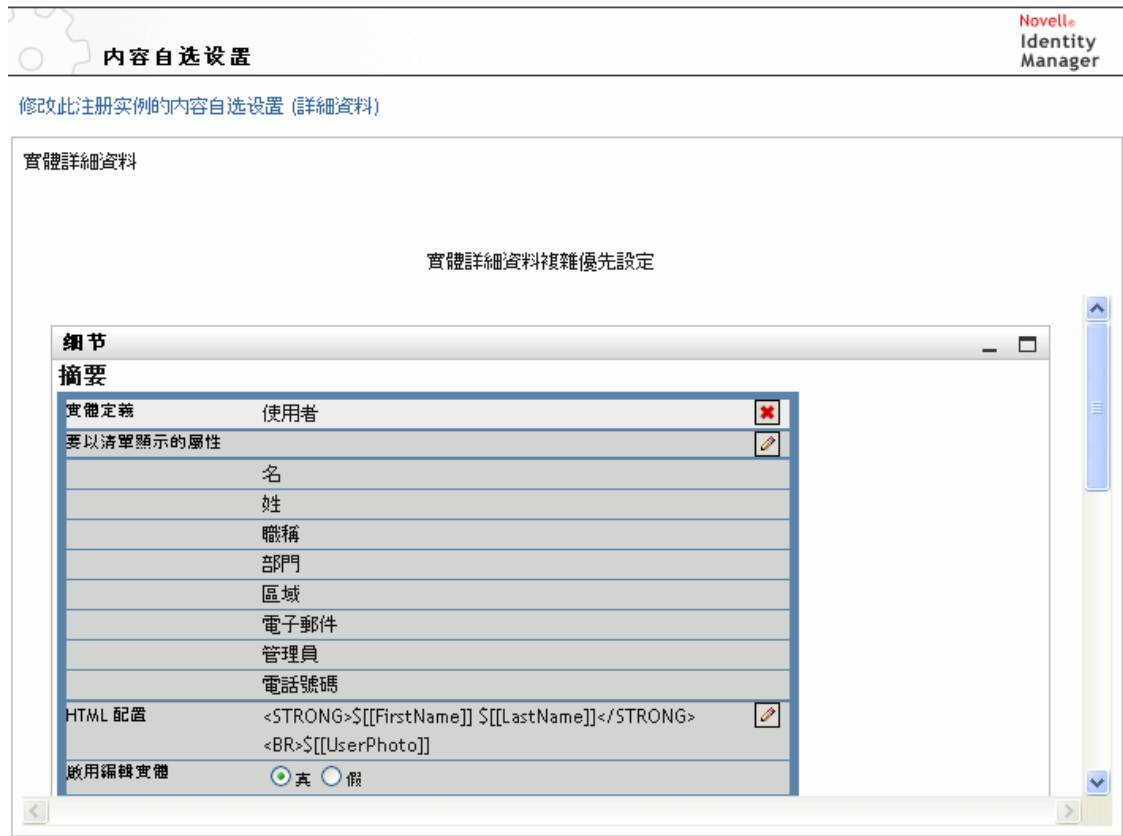 Novell®
Identity
Manager
内容自选设置
修改此注册实例的内容自选设置 (詳細資料)
實體詳細資料
實體詳細資料複雜優先設定
细节
摘要
實體定義 使用者
要以清單顯示的屬性
名
姓
職稱
部門
區域
電子郵件
管理員
電話號碼
HTML 配置 <STRONG>$[[FirstName]] $[[LastName]]</STRONG>
<BR>$[[UserPhoto]]
啟用編輯實體 真 假